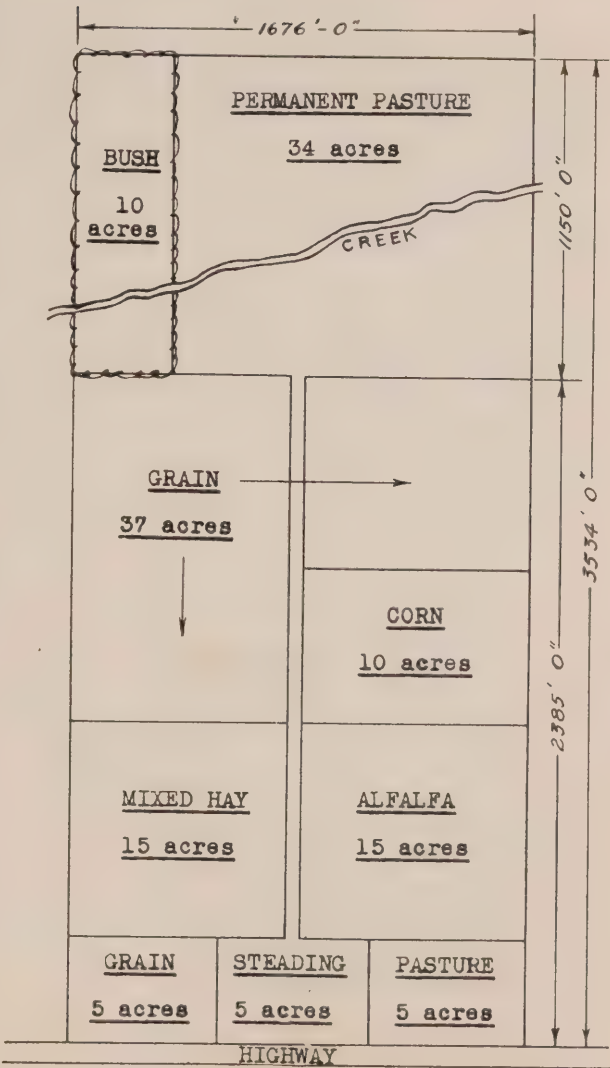 1676'-0"
PERMANENT PASTURE
34 acres
BUSH
10
acres
CREEK
1150' 0"
GRAIN
37 acres
3534' 0"
CORN
10 acres
2385' 0"
MIXED HAY
15 acres
ALFALFA
15 acres
GRAIN
5 acres
STEADING
5 acres
PASTURE
5 acres
HIGHWAY